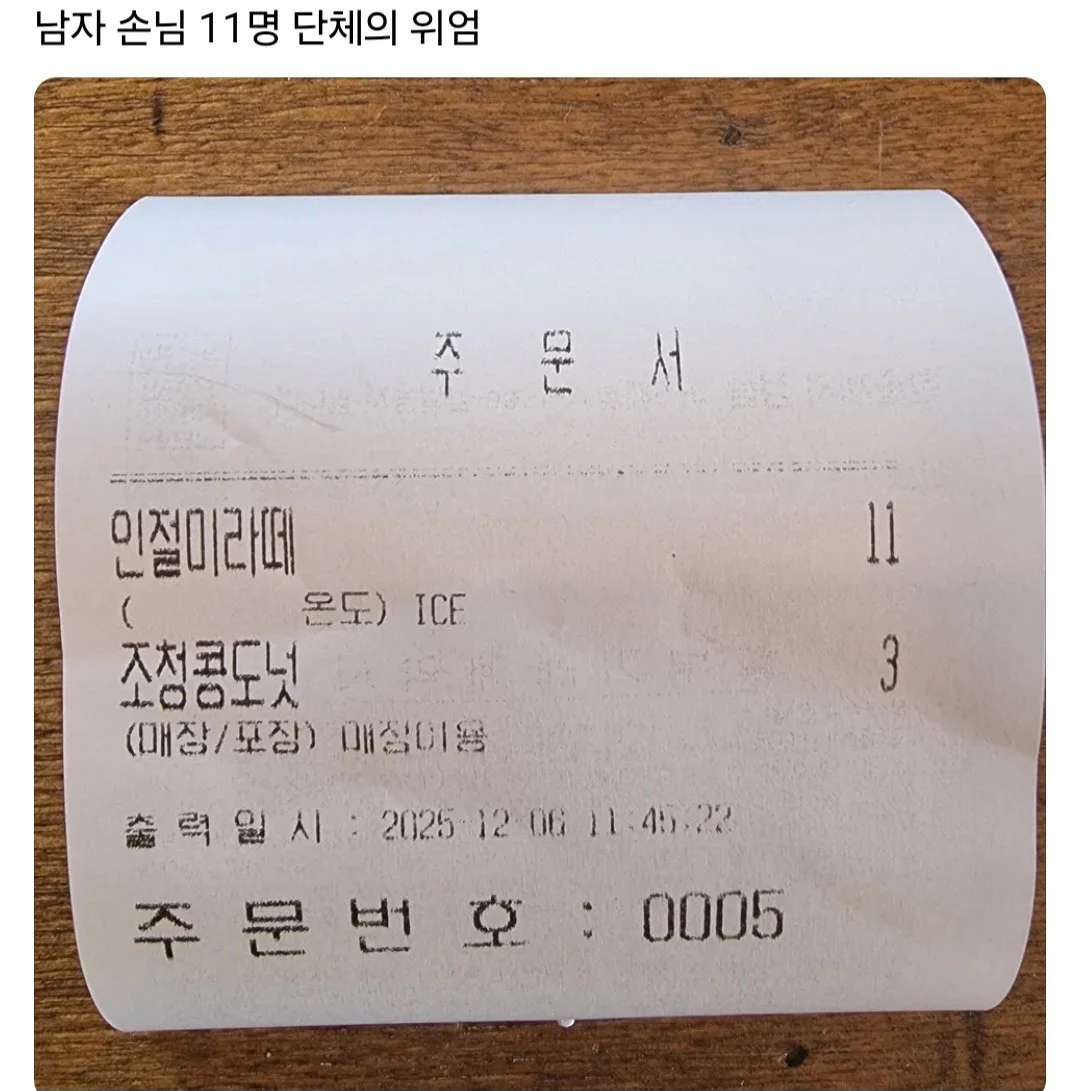 남자 손님 11명 단체의 위엄
주 문 서
인절미라떼 11
( 온도) ICE
조청콩도넛 3
(매장/포장) 매장이용
출 력 일 시 : 2025-12-06 11:45:22
주 문 번 호 : 0005